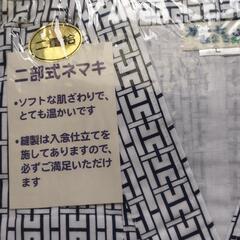 二重袷
二部式ネマキ
・ソフトな肌ざわりで、
とても温かいです
・縫製は入念仕立てを
施してありますので、
必ずご満足いただけ
ます